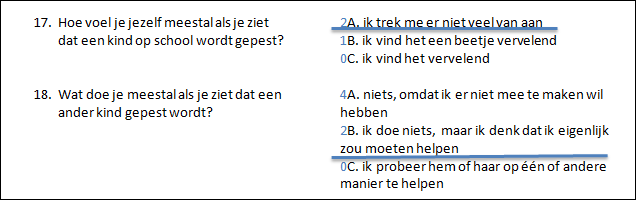 17. Hoe voel je jezelf meestal als je ziet
dat een kind op school wordt gepest?
2A. ik trek me er niet veel van aan
1B. ik vind het een beetje vervelend
0C. ik vind het vervelend
18. Wat doe je meestal als je ziet dat een
ander kind gepest wordt?
4A. niets, omdat ik er niet mee te maken wil
hebben
2B. ik doe niets, maar ik denk dat ik eigenlijk
zou moeten helpen
0C. ik probeer hem of haar op één of andere
manier te helpen